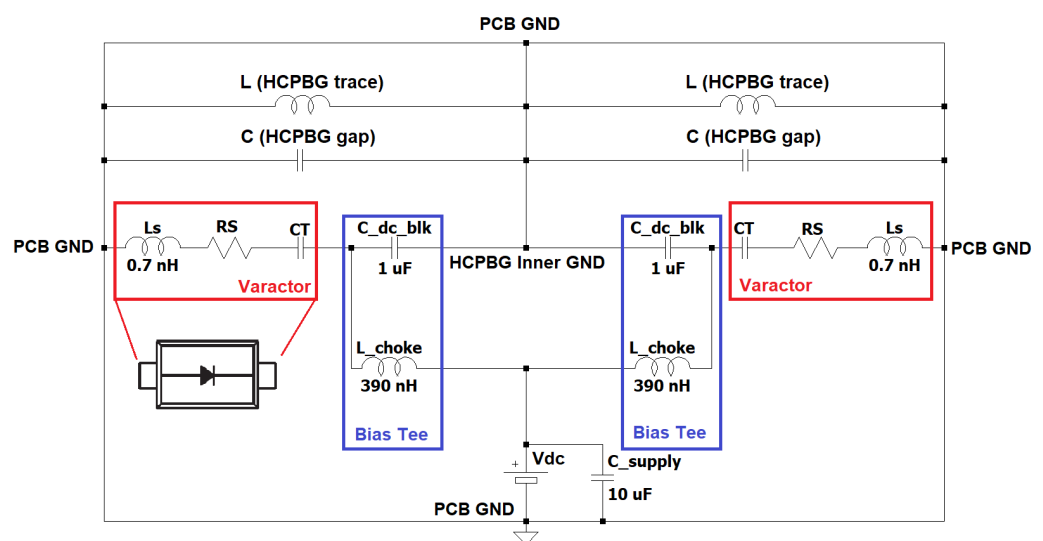 PCB GND
L (HCPBG trace)
L (HCPBG trace)
C (HCPBG gap)
C (HCPBG gap)
Ls
RS
CT
C_dc_blk
C_dc_blk
CT
RS
Ls
PCB GND
HCPBG Inner GND
PCB GND
0.7 nH
1 uF
1 uF
0.7 nH
Varactor
Varactor
L_choke
L_choke
390 nH
390 nH
Bias Tee
Bias Tee
+
Vdc
C_supply
10 uF
PCB GND